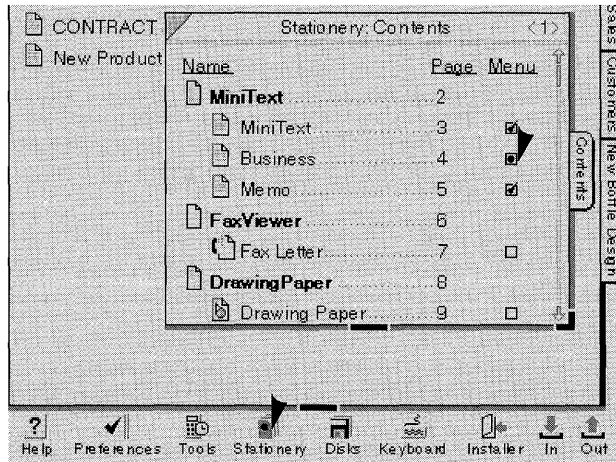 CONTRACT
New Product
Stationery: Contents <1>
Name Page Menu
MiniText 2
MiniText 3
Business 4
Memo 5
FaxViewer 6
Fax Letter 7
DrawingPaper 8
Drawing Paper 9
Contents
Sales
Customers
New Bottle Design
Help Preferences Tools Stationery Disks Keyboard Installer In Out